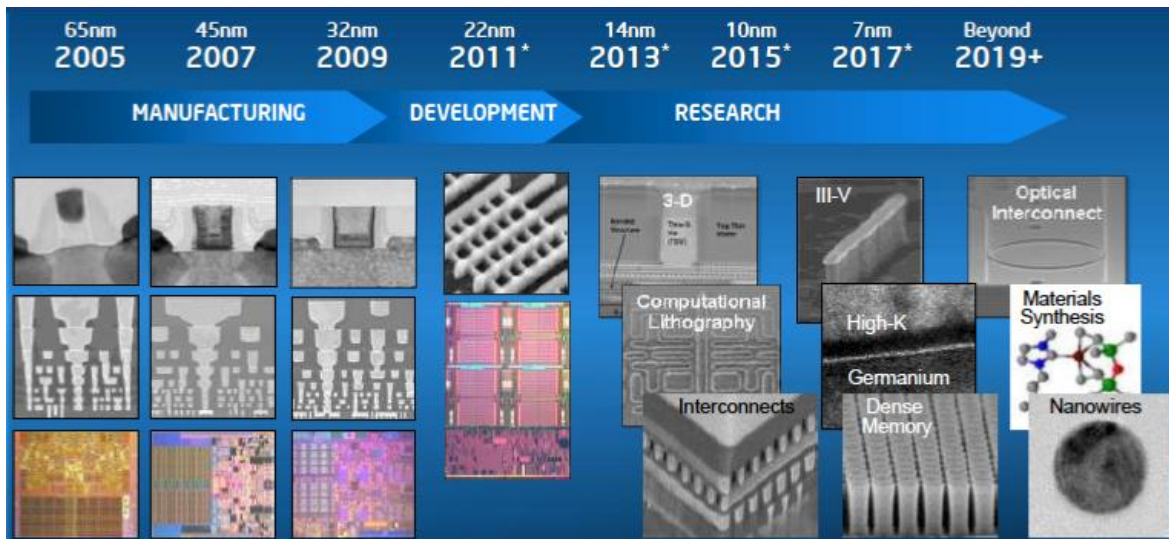 65nm
2005
45nm
2007
32nm
2009
22nm
2011*
14nm
2013*
10nm
2015*
7nm
2017*
Beyond
2019+
MANUFACTURING
DEVELOPMENT
RESEARCH
3-D
III-V
Optical
Interconnect
Computational
Lithography
High-K
Germanium
Materials
Synthesis
Interconnects
Dense
Memory
Nanowires